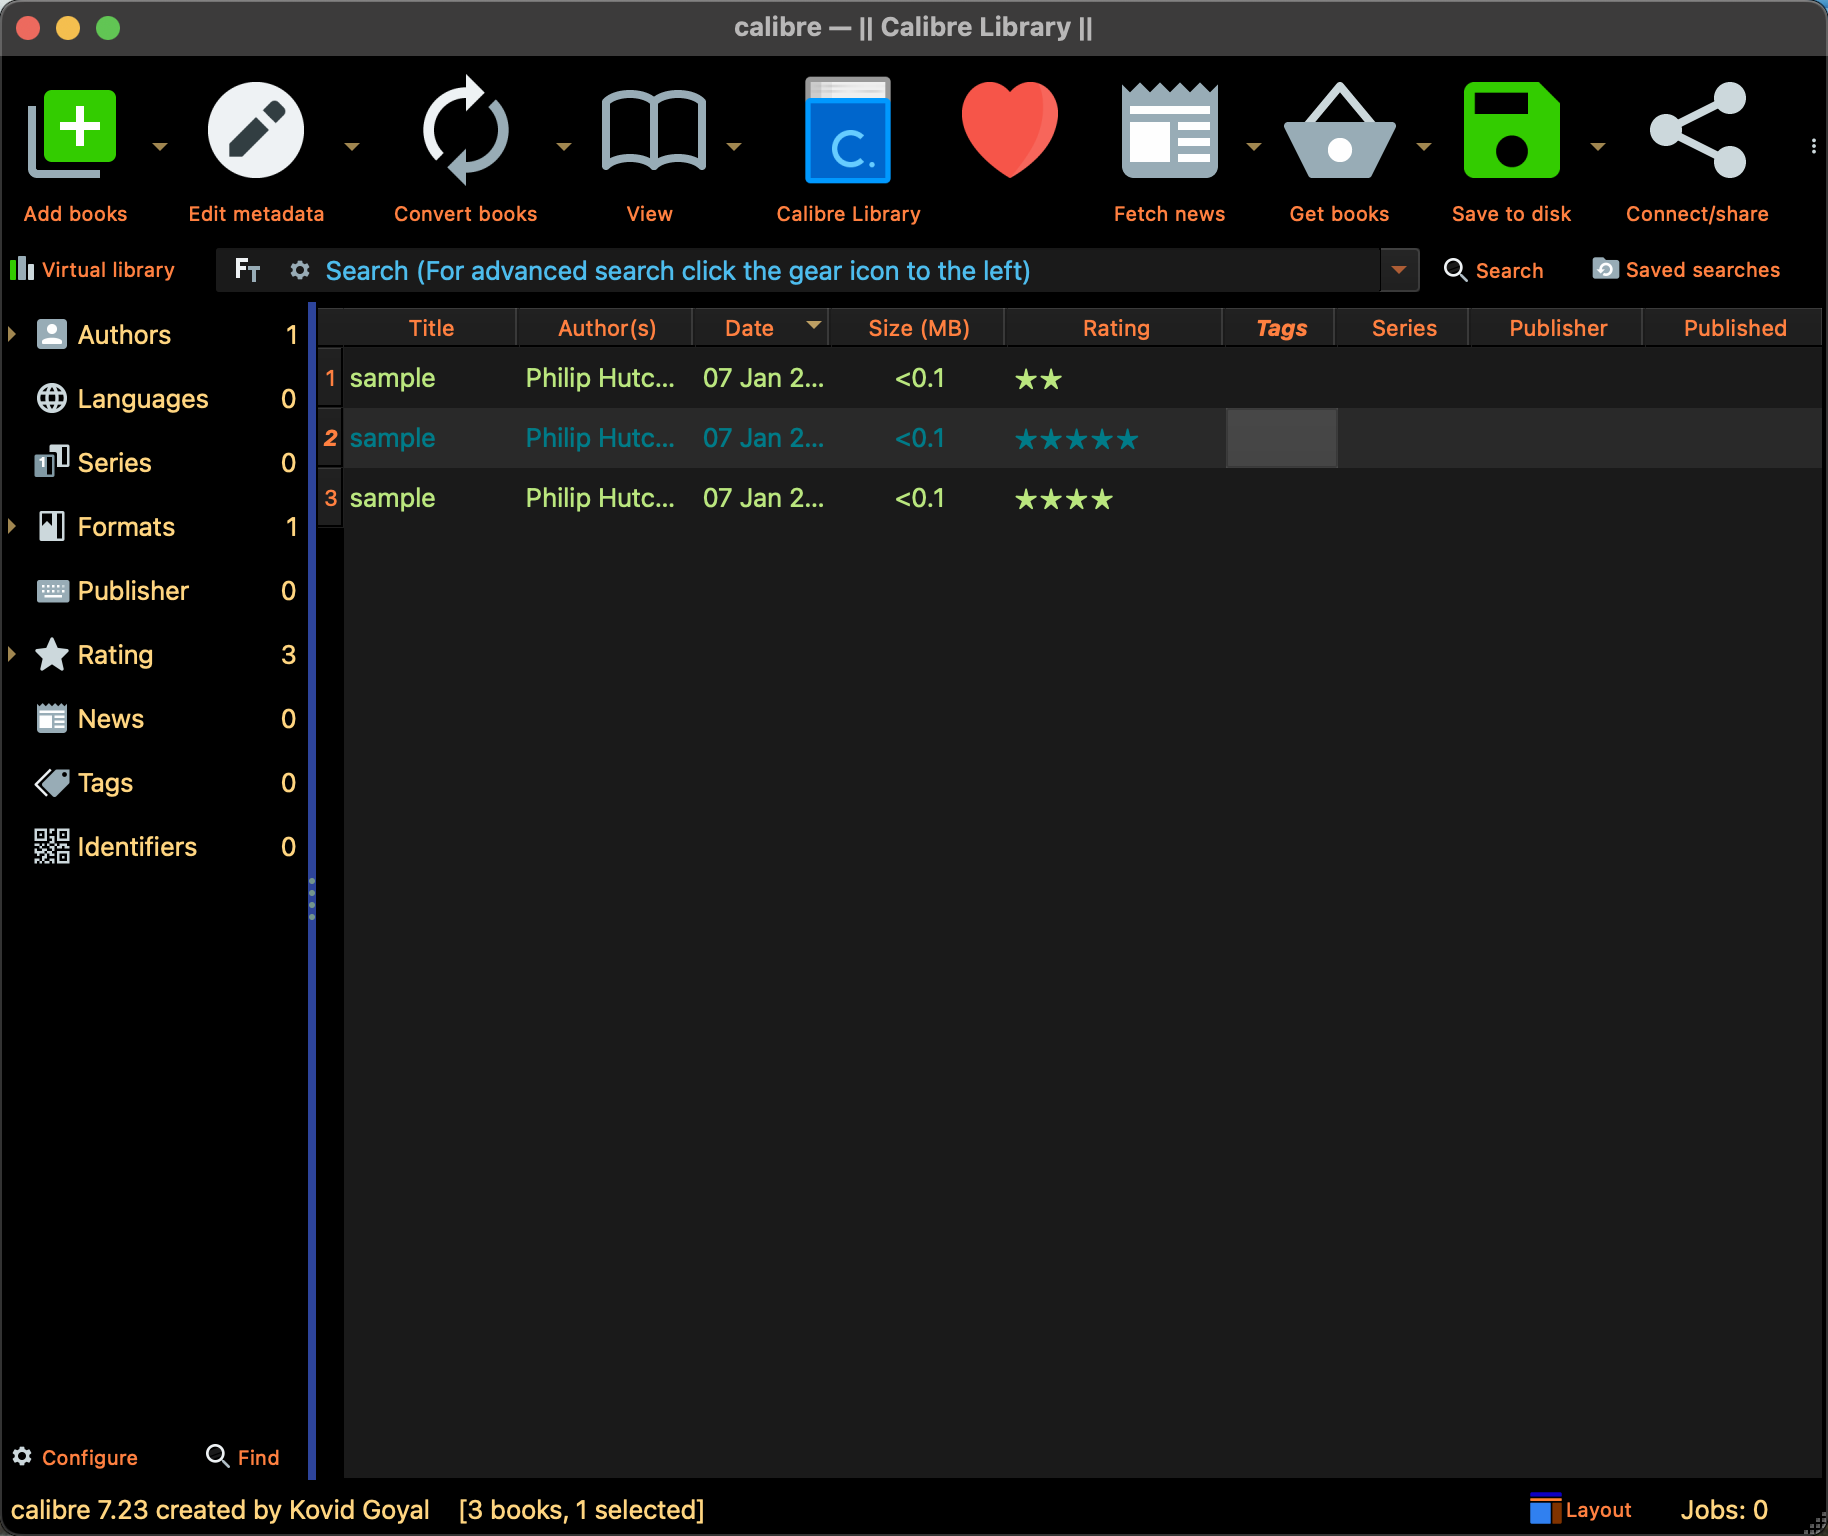 calibre — || Calibre Library ||
Add books
Edit metadata
Convert books
View
Calibre Library
Fetch news
Get books
Save to disk
Connect/share
Virtual library
Search (For advanced search click the gear icon to the left)
Search
Saved searches
Authors 1
Languages 0
Series 0
Formats 1
Publisher 0
Rating 3
News 0
Tags 0
Identifiers 0
Title Author(s) Date Size (MB) Rating Tags Series Publisher Published
1 sample Philip Hutc... 07 Jan 2... <0.1 ★★
2 sample Philip Hutc... 07 Jan 2... <0.1 ★★★★★
3 sample Philip Hutc... 07 Jan 2... <0.1 ★★★★
Configure
Find
calibre 7.23 created by Kovid Goyal [3 books, 1 selected]
Layout
Jobs: 0